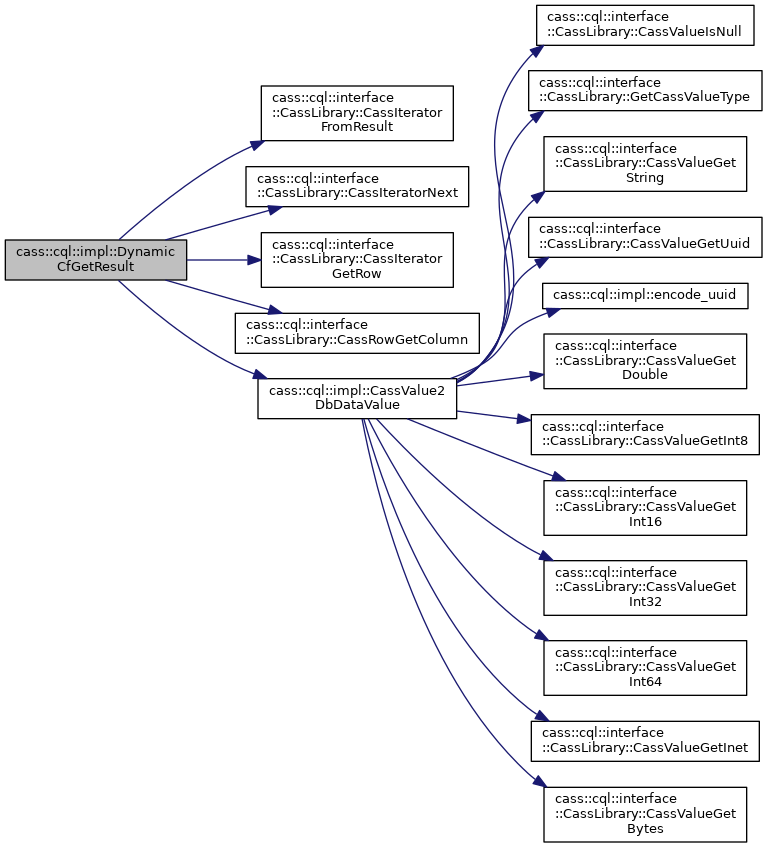 cass::cql::impl::Dynamic
CfGetResult
cass::cql::interface
::CassLibrary::CassIterator
FromResult
cass::cql::interface
::CassLibrary::CassIteratorNext
cass::cql::interface
::CassLibrary::CassIterator
GetRow
cass::cql::interface
::CassLibrary::CassRowGetColumn
cass::cql::impl::CassValue2
DbDataValue
cass::cql::interface
::CassLibrary::CassValueIsNull
cass::cql::interface
::CassLibrary::GetCassValueType
cass::cql::interface
::CassLibrary::CassValueGet
String
cass::cql::interface
::CassLibrary::CassValueGetUuid
cass::cql::impl::encode_uuid
cass::cql::interface
::CassLibrary::CassValueGet
Double
cass::cql::interface
::CassLibrary::CassValueGetInt8
cass::cql::interface
::CassLibrary::CassValueGet
Int16
cass::cql::interface
::CassLibrary::CassValueGet
Int32
cass::cql::interface
::CassLibrary::CassValueGet
Int64
cass::cql::interface
::CassLibrary::CassValueGetInet
cass::cql::interface
::CassLibrary::CassValueGet
Bytes